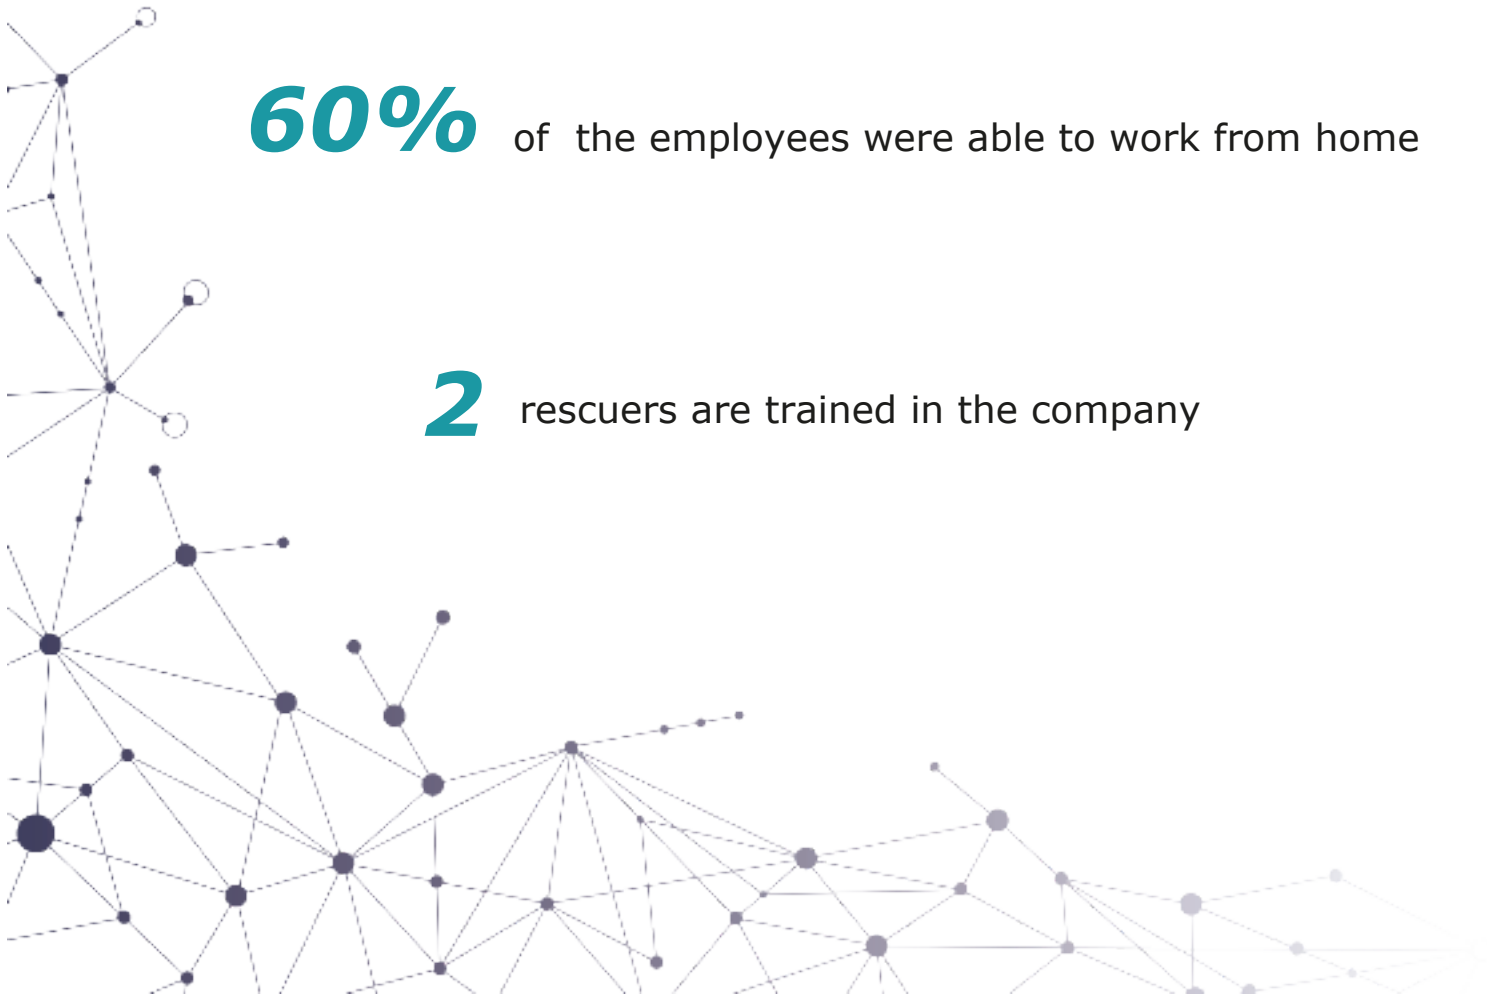 60% of the employees were able to work from home
2 rescuers are trained in the company